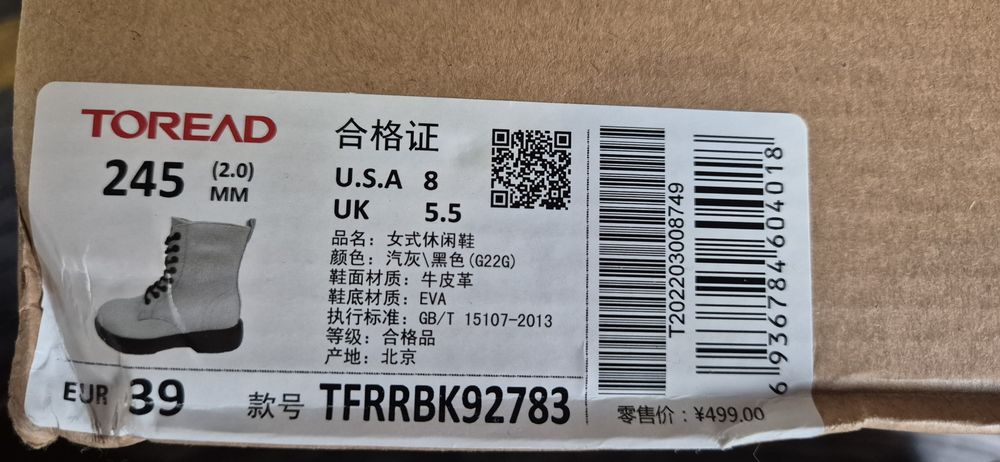 TOREAD
245 (2.0) MM
合格证
U.S.A 8
UK 5.5
品名：女式休闲鞋
颜色：汽灰\黑色(G22G)
鞋面材质：牛皮革
鞋底材质：EVA
执行标准：GB/T 15107-2013
等级：合格品
产地：北京
EUR 39
款号 TFRRBK92783
T202203008749
6 936784 604018
零售价：¥499.00